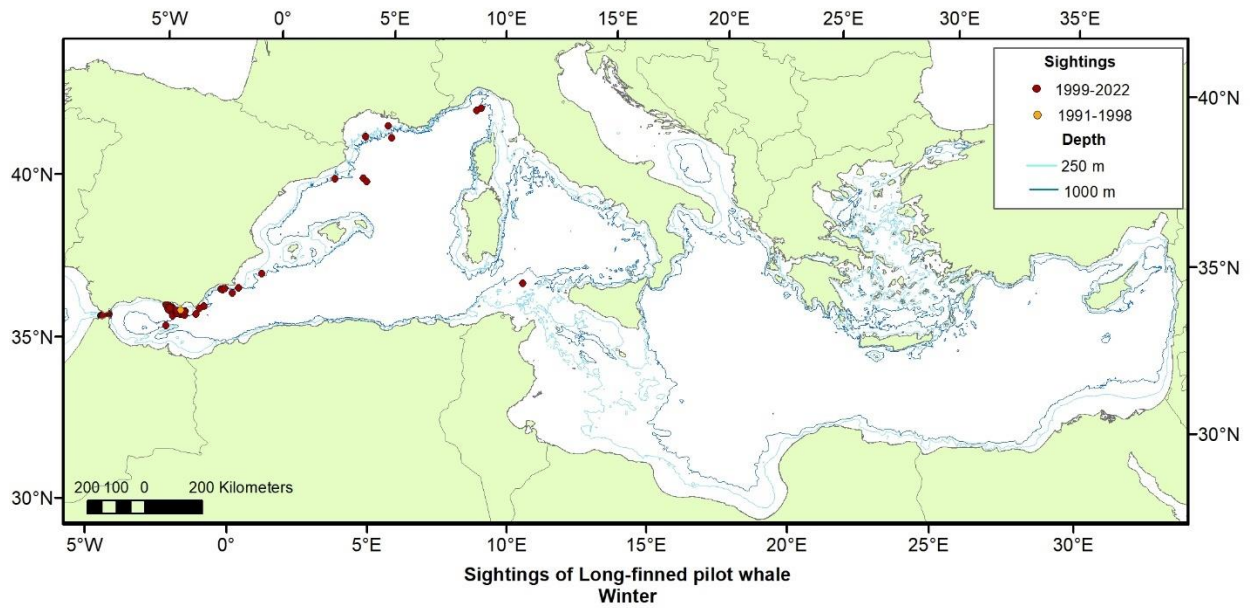 5°W 0° 5°E 10°E 15°E 20°E 25°E 30°E 35°E
Sightings
1999-2022
1991-1998
Depth
250 m
1000 m
40°N
40°N
35°N
35°N
30°N
30°N
200 100 0 200 Kilometers
5°W 0° 5°E 10°E 15°E 20°E 25°E 30°E
Sightings of Long-finned pilot whale
Winter